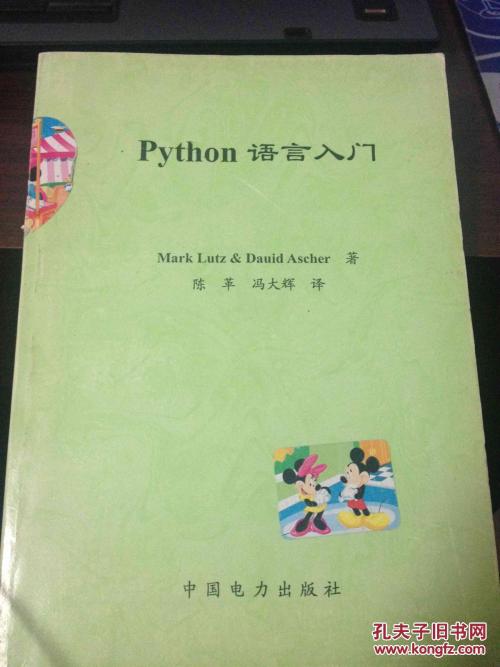 Python 语言入门
Mark Lutz & Dauid Ascher 著
陈 革 冯大辉 译
中国电力出版社
孔夫子旧书网
www.kongfz.com